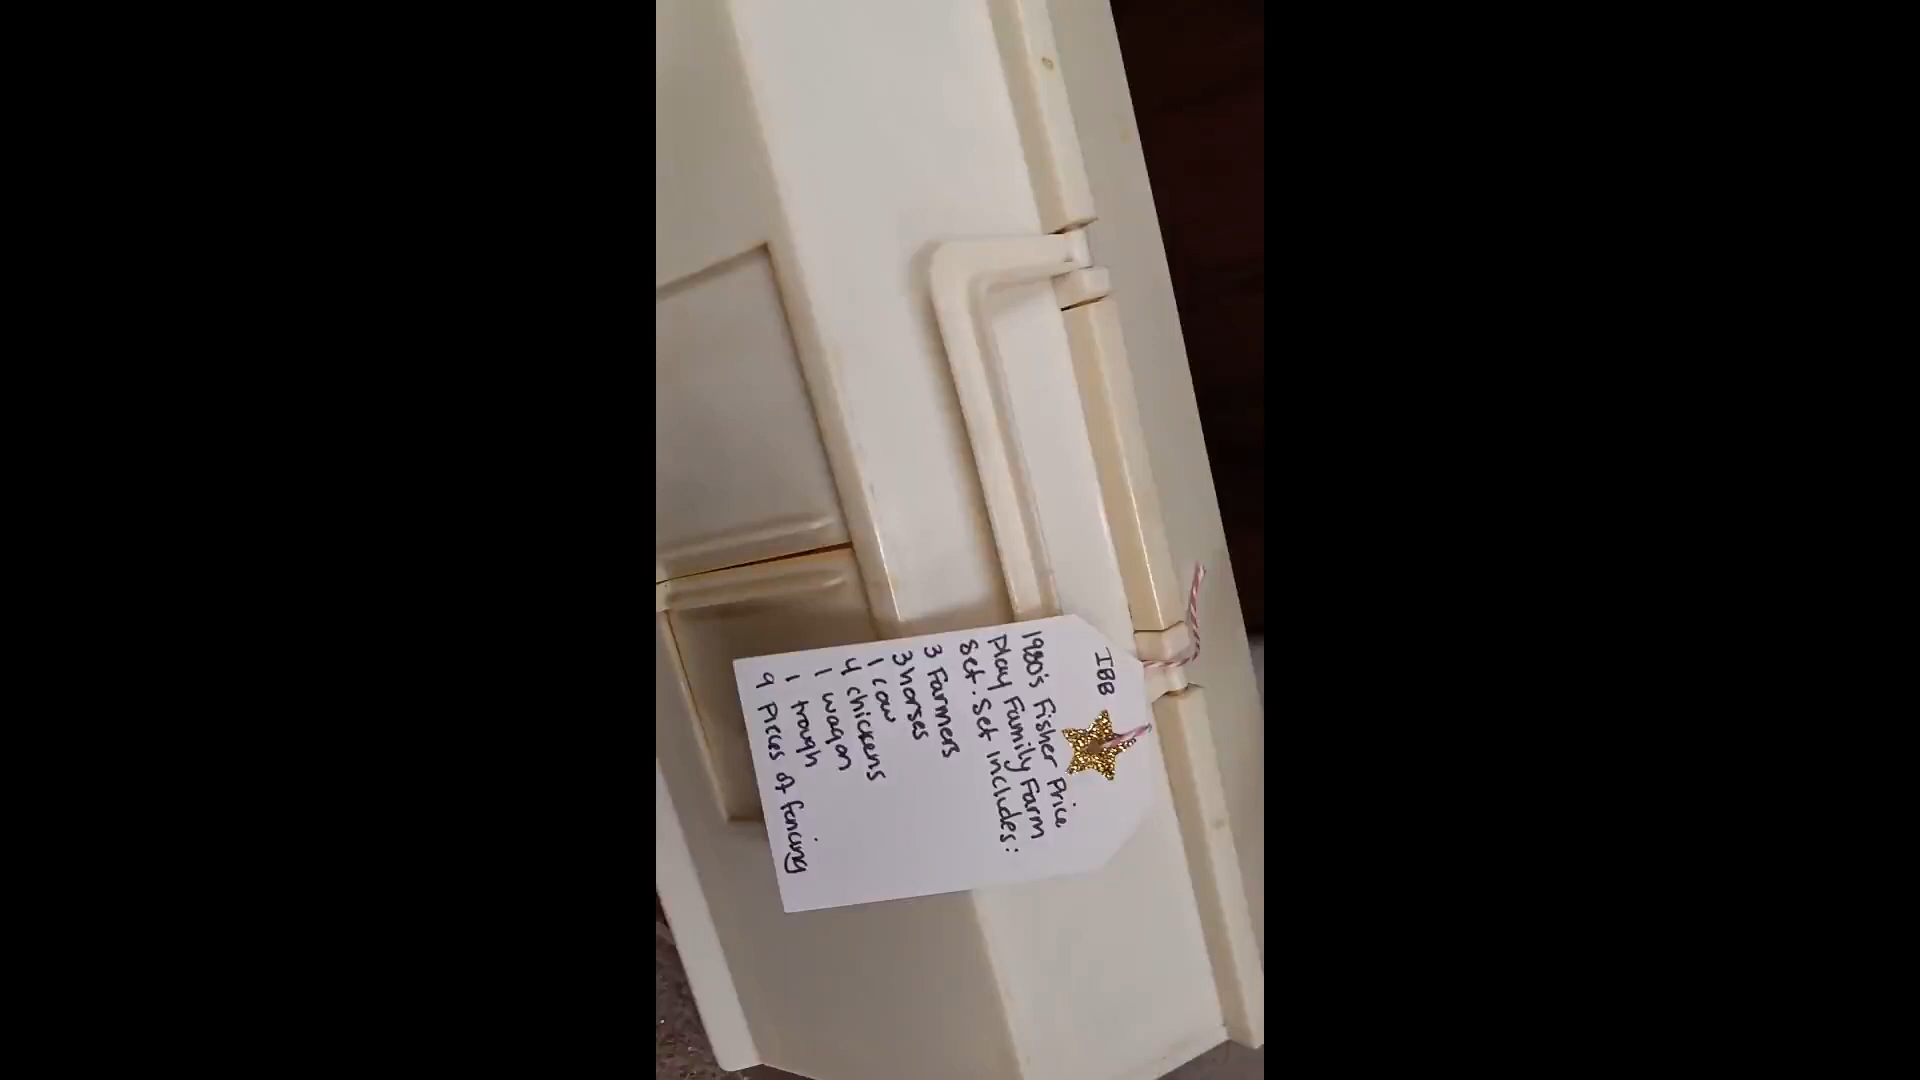 IBB
1980's Fisher Price
Play Family Farm
Set. Set Includes:
3 Farmers
3 horses
1 cow
4 chickens
1 wagon
1 trough
9 pieces of fencing